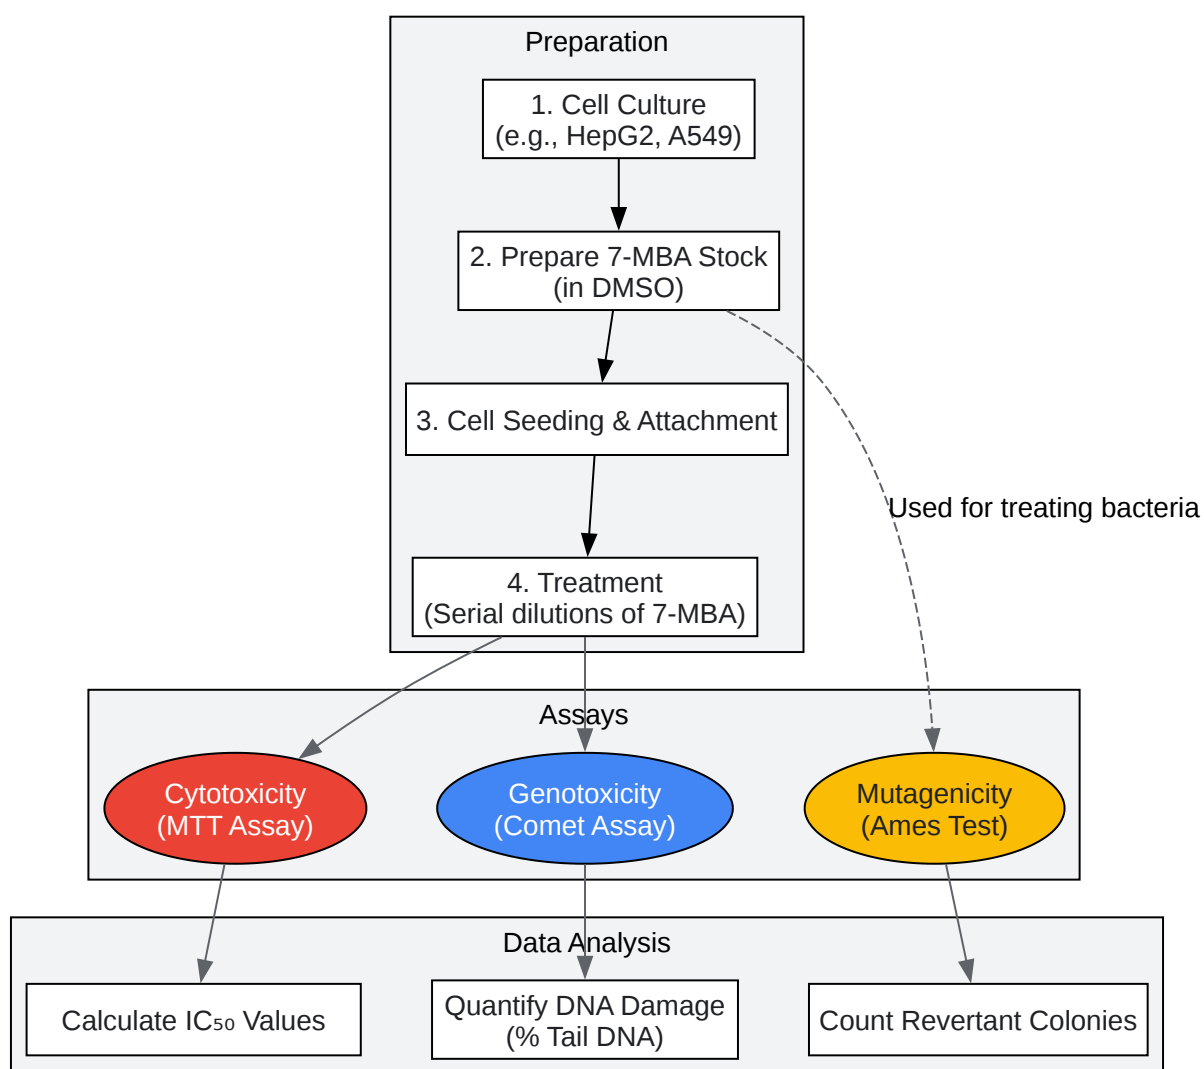 Preparation
1. Cell Culture
(e.g., HepG2, A549)
2. Prepare 7-MBA Stock
(in DMSO)
3. Cell Seeding & Attachment
Used for treating bacteria
4. Treatment
(Serial dilutions of 7-MBA)
Assays
Cytotoxicity
(MTT Assay)
Genotoxicity
(Comet Assay)
Mutagenicity
(Ames Test)
Data Analysis
Calculate IC₅₀ Values
Quantify DNA Damage
(% Tail DNA)
Count Revertant Colonies